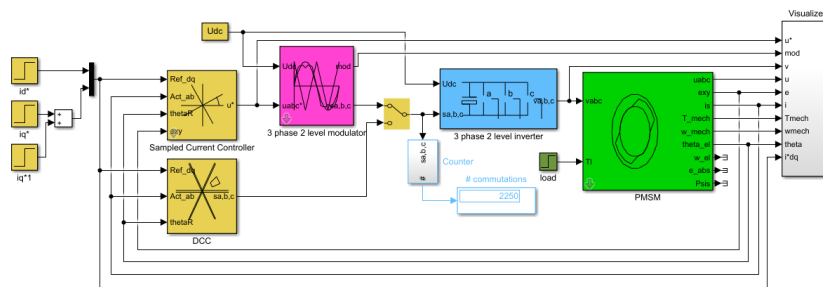 Visualize
Udc
u*
mod
v
u
e
i
Tmech
wmech
theta
i*dq
id*
iq*
iq*1
+
+
Ref_dq
Act_ab
thetaR
exy
u*
Sampled Current Controller
Udc
uabc*
mod
sa,b,c
3 phase 2 level modulator
Udc
sa,b,c
a
b
c
va,b,c
3 phase 2 level inverter
vabc
Tl
uabc
exy
is
T_mech
w_mech
theta_el
w_el
e_abs
Psis
PMSM
load
sa,b,c
#
Counter
# commutations
2250
Ref_dq
Act_ab
thetaR
sa,b,c
DCC